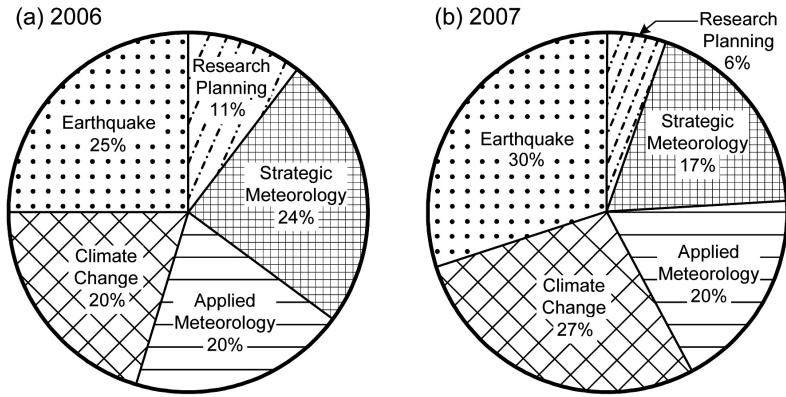 (a) 2006
Research
Planning
11%
Strategic
Meteorology
24%
Applied
Meteorology
20%
Climate
Change
20%
Earthquake
25%
(b) 2007
Research
Planning
6%
Strategic
Meteorology
17%
Applied
Meteorology
20%
Climate
Change
27%
Earthquake
30%